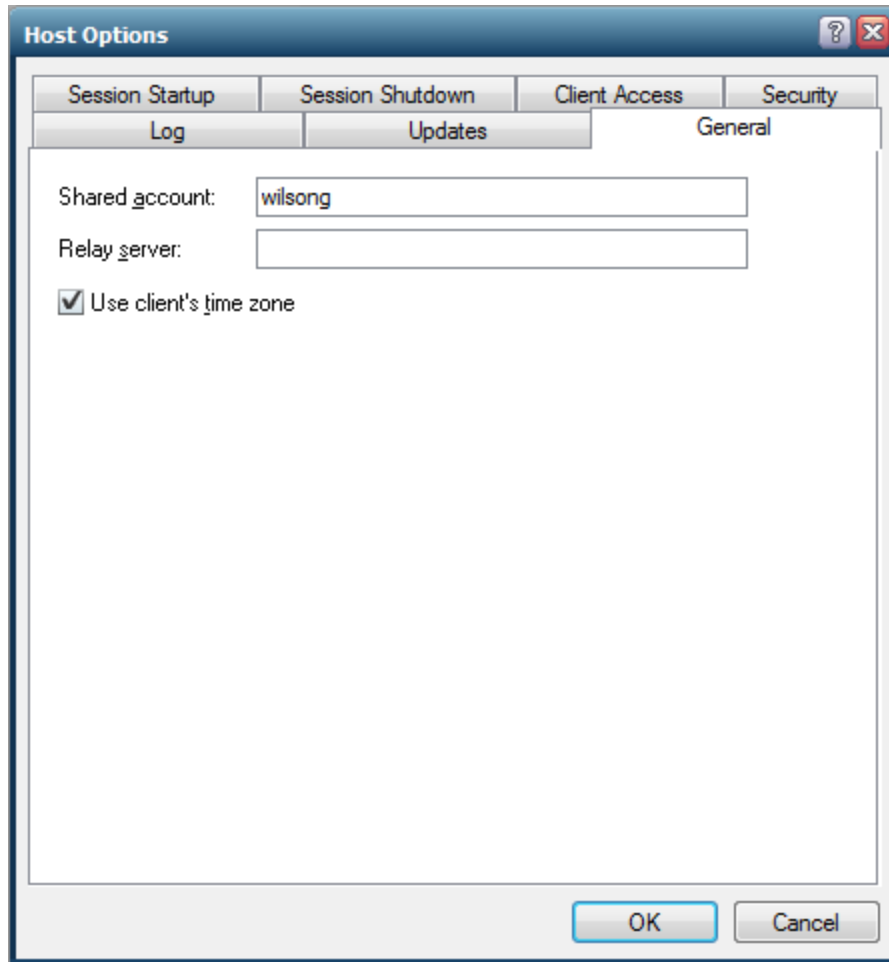 Host Options
Session Startup Session Shutdown Client Access Security
Log Updates General
Shared account: wilsong
Relay server:
Use client's time zone
OK Cancel